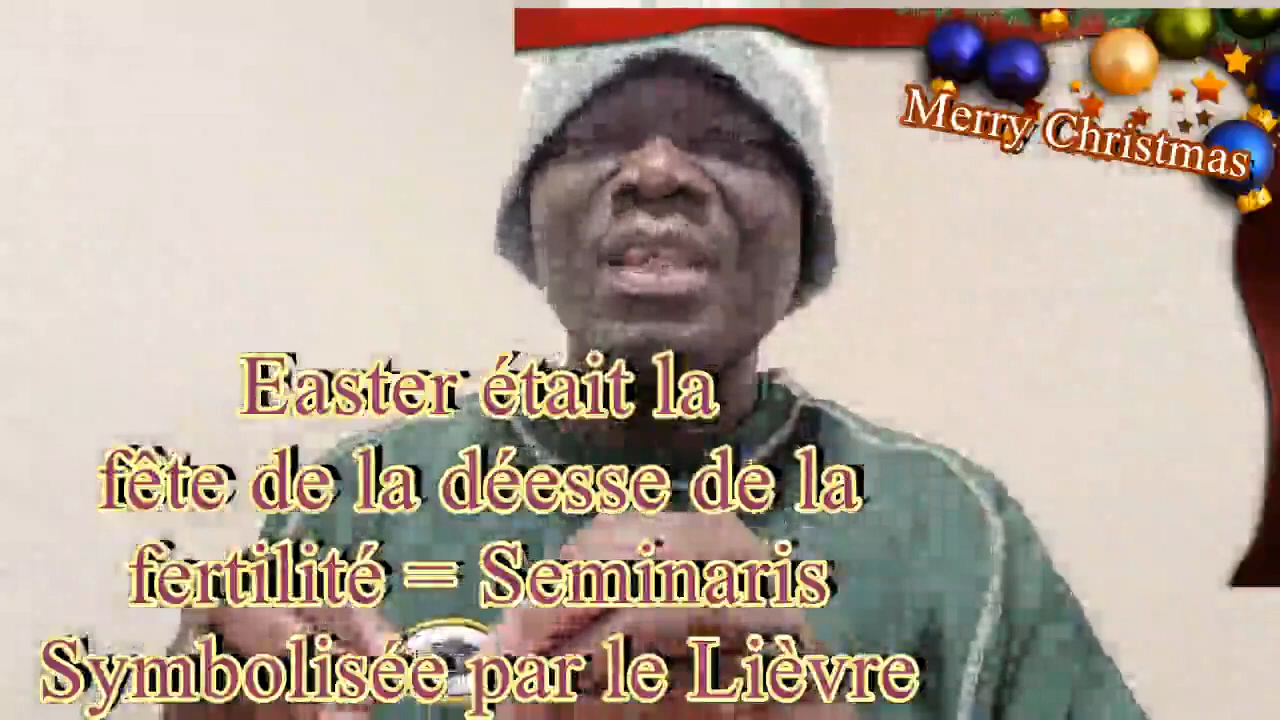 Merry Christmas
Easter était la
fête de la déesse de la
fertilité = Seminaris
Symbolisée par le Lièvre